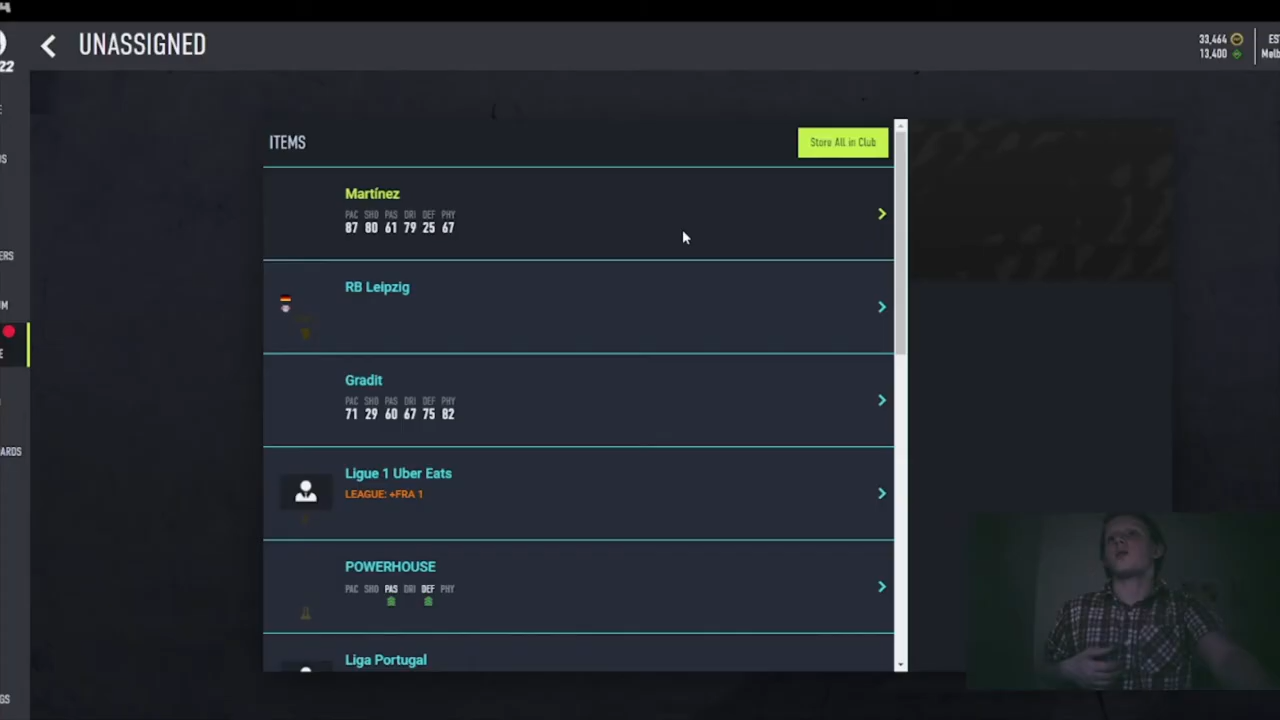 UNASSIGNED
33,464
13,400
22
ITEMS
Store All in Club
Martínez
PAC SHO PAS DRI DEF PHY
87 80 61 79 25 67
RB Leipzig
Gradit
PAC SHO PAS DRI DEF PHY
71 29 60 67 75 82
Ligue 1 Uber Eats
LEAGUE: +FRA 1
POWERHOUSE
PAC SHO PAS DRI DEF PHY
Liga Portugal